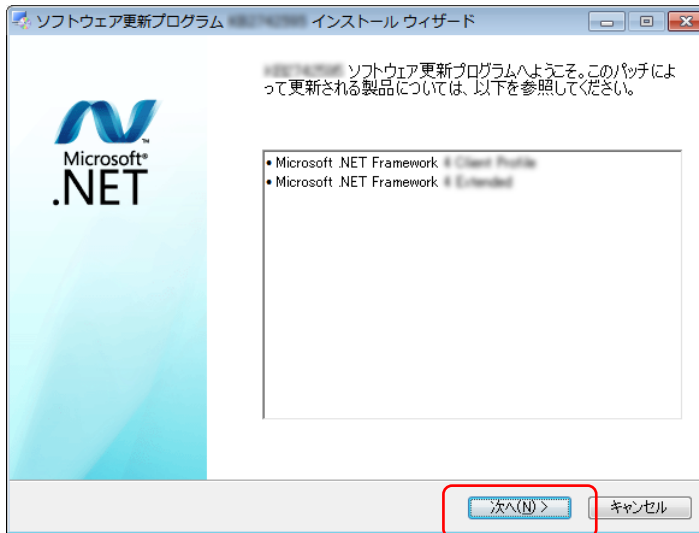 ソフトウェア更新プログラム インストール ウィザード
ソフトウェア更新プログラムへようこそ。このパッチによ
って更新される製品については、以下を参照してください。
Microsoft®
.NET
• Microsoft .NET Framework
• Microsoft .NET Framework
次へ(N) >
キャンセル